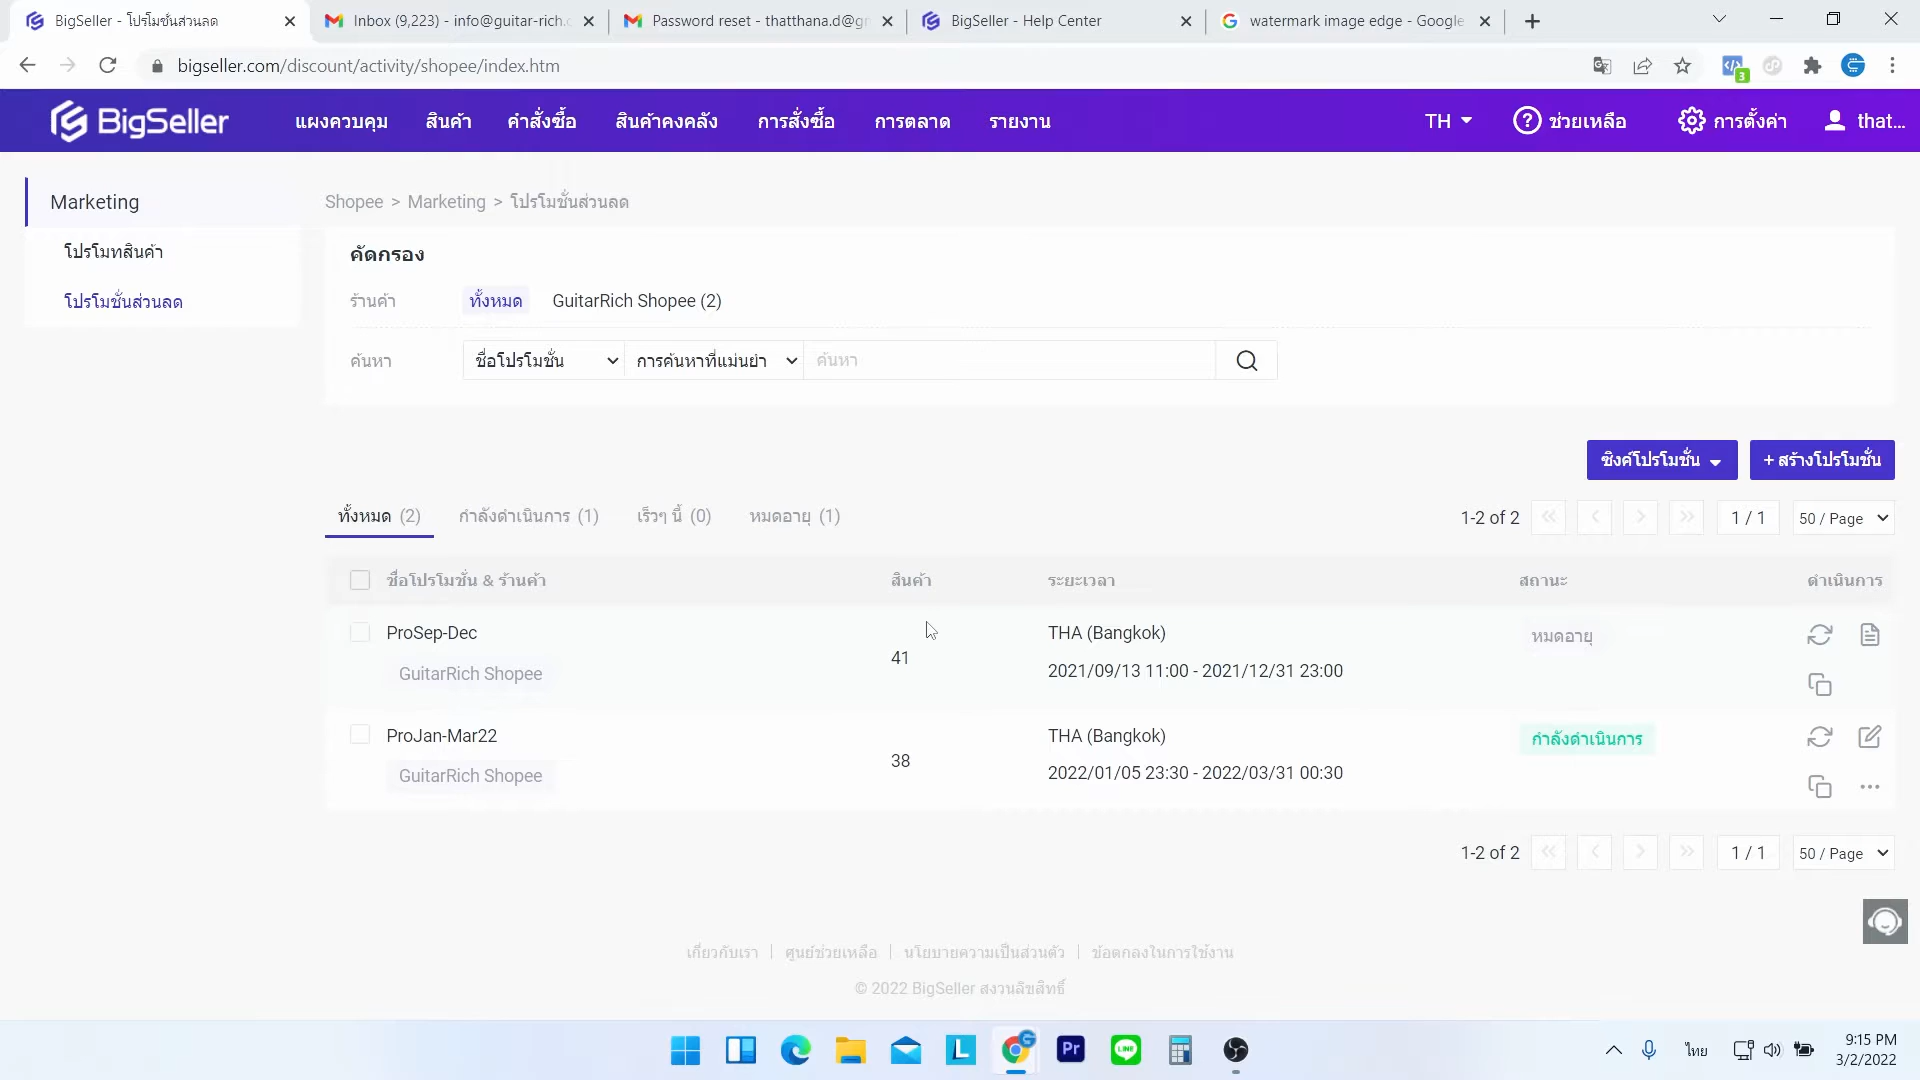 BigSeller - โปรโมชั่นส่วนลด
Inbox (9,223) - info@guitar-rich.c
Password reset - thatthana.d@gm
BigSeller - Help Center
watermark image edge - Google
bigseller.com/discount/activity/shopee/index.htm
3
BigSeller
แผงควบคุม
สินค้า
คำสั่งซื้อ
สินค้าคงคลัง
การสั่งซื้อ
การตลาด
รายงาน
TH
ช่วยเหลือ
การตั้งค่า
that...
Marketing
โปรโมทสินค้า
โปรโมชั่นส่วนลด
Shopee > Marketing > โปรโมชั่นส่วนลด
คัดกรอง
ร้านค้า
ทั้งหมด
GuitarRich Shopee (2)
ค้นหา
ชื่อโปรโมชั่น
การค้นหาที่แม่นยำ
ค้นหา
ซิงค์โปรโมชั่น
+ สร้างโปรโมชั่น
ทั้งหมด (2)
กำลังดำเนินการ (1)
เร็วๆ นี้ (0)
หมดอายุ (1)
1-2 of 2
1 / 1
50 / Page
ชื่อโปรโมชั่น & ร้านค้า
สินค้า
ระยะเวลา
สถานะ
ดำเนินการ
ProSep-Dec
GuitarRich Shopee
41
THA (Bangkok)
2021/09/13 11:00 - 2021/12/31 23:00
หมดอายุ
ProJan-Mar22
GuitarRich Shopee
38
THA (Bangkok)
2022/01/05 23:30 - 2022/03/31 00:30
กำลังดำเนินการ
1-2 of 2
1 / 1
50 / Page
เกี่ยวกับเรา | ศูนย์ช่วยเหลือ | นโยบายความเป็นส่วนตัว | ข้อตกลงในการใช้งาน
© 2022 BigSeller สงวนลิขสิทธิ์
L
Pr
LINE
ไทย
9:15 PM
3/2/2022